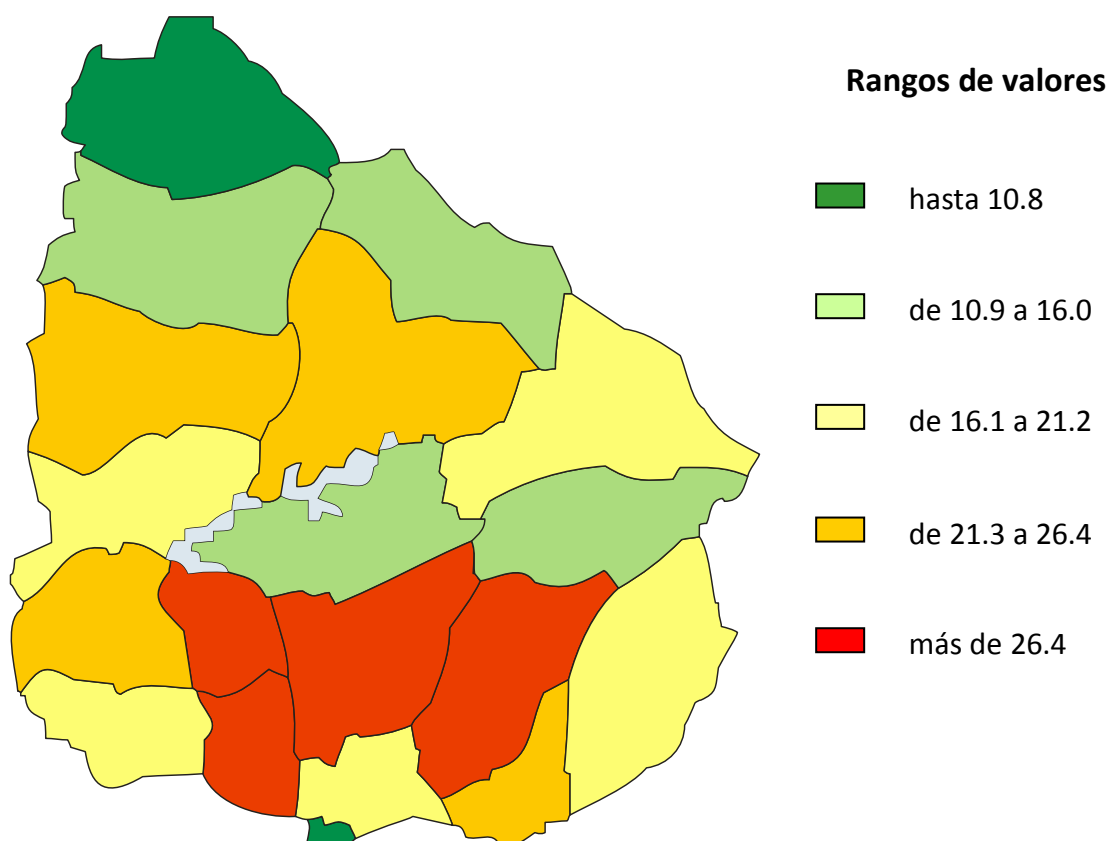 Rangos de valores
hasta 10.8
de 10.9 a 16.0
de 16.1 a 21.2
de 21.3 a 26.4
más de 26.4